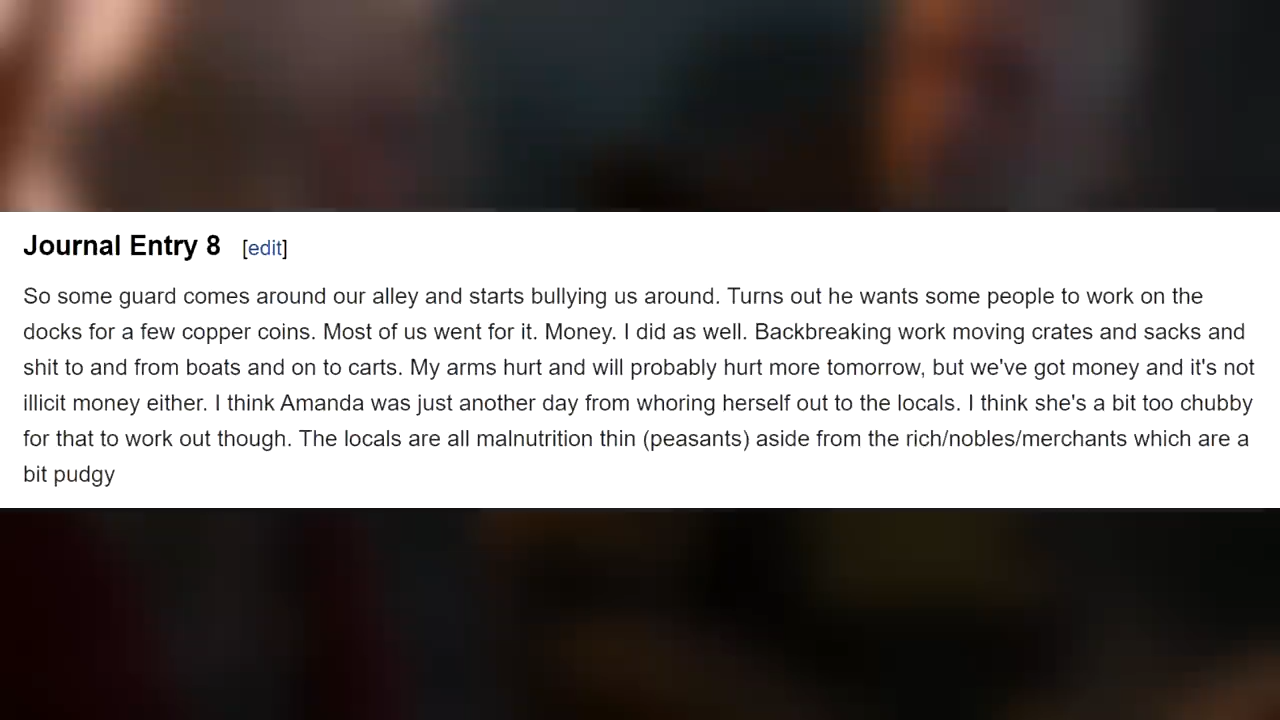 Journal Entry 8 [edit]
So some guard comes around our alley and starts bullying us around. Turns out he wants some people to work on the
docks for a few copper coins. Most of us went for it. Money. I did as well. Backbreaking work moving crates and sacks and
shit to and from boats and on to carts. My arms hurt and will probably hurt more tomorrow, but we've got money and it's not
illicit money either. I think Amanda was just another day from whoring herself out to the locals. I think she's a bit too chubby
for that to work out though. The locals are all malnutrition thin (peasants) aside from the rich/nobles/merchants which are a
bit pudgy